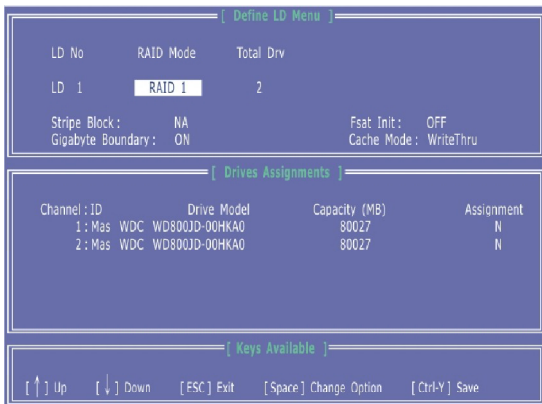 [ Define LD Menu ]
LD No RAID Mode Total Drv
LD 1 RAID 1 2
Stripe Block : NA Fsat Init : OFF
Gigabyte Boundary : ON Cache Mode : WriteThru
[ Drives Assignments ]
Channel : ID Drive Model Capacity (MB) Assignment
1 : Mas WDC WD800JD-00HKA0 80027 N
2 : Mas WDC WD800JD-00HKA0 80027 N
[ Keys Available ]
[ ↑ ] Up [ ↓ ] Down [ ESC ] Exit [ Space ] Change Option [ Ctrl-Y ] Save